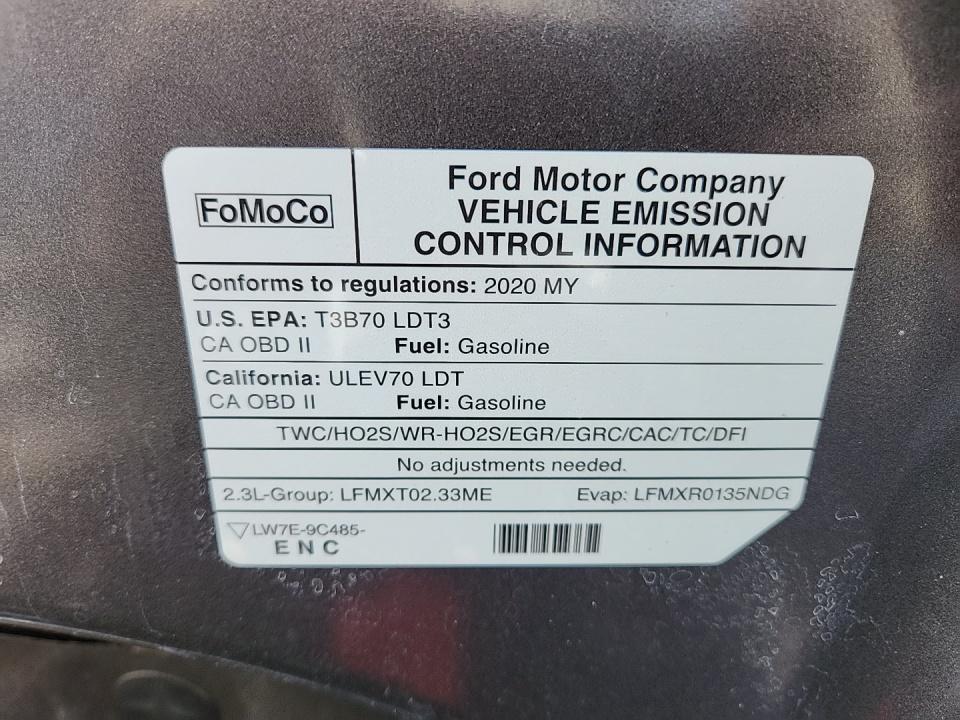 FoMoCo
Ford Motor Company
VEHICLE EMISSION
CONTROL INFORMATION
Conforms to regulations: 2020 MY
U.S. EPA: T3B70 LDT3
CA OBD II Fuel: Gasoline
California: ULEV70 LDT
CA OBD II Fuel: Gasoline
TWC/HO2S/WR-HO2S/EGR/EGRC/CAC/TC/DFI
No adjustments needed.
2.3L-Group: LFMXT02.33ME Evap: LFMXR0135NDG
LW7E-9C485-
ENC